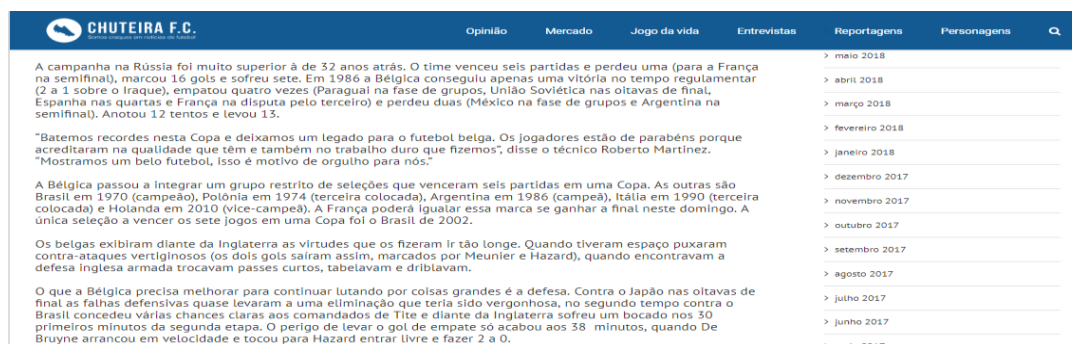 CHUTEIRA F.C.
Somos craques em notícias de futebol
Opinião Mercado Jogo da vida Entrevistas Reportagens Personagens
A campanha na Rússia foi muito superior à de 32 anos atrás. O time venceu seis partidas e perdeu uma (para a França
na semifinal), marcou 16 gols e sofreu sete. Em 1986 a Bélgica conseguiu apenas uma vitória no tempo regulamentar
(2 a 1 sobre o Iraque), empatou quatro vezes (Paraguai na fase de grupos, União Soviética nas oitavas de final,
Espanha nas quartas e França na disputa pelo terceiro) e perdeu duas (México na fase de grupos e Argentina na
semifinal). Anotou 12 tentos e levou 13.
"Batemos recordes nesta Copa e deixamos um legado para o futebol belga. Os jogadores estão de parabéns porque
acreditaram na qualidade que têm e também no trabalho duro que fizemos", disse o técnico Roberto Martinez.
"Mostramos um belo futebol, isso é motivo de orgulho para nós."
A Bélgica passou a integrar um grupo restrito de seleções que venceram seis partidas em uma Copa. As outras são
Brasil em 1970 (campeão), Polônia em 1974 (terceira colocada), Argentina em 1986 (campeã), Itália em 1990 (terceira
colocada) e Holanda em 2010 (vice-campeã). A França poderá igualar essa marca se ganhar a final neste domingo. A
única seleção a vencer os sete jogos em uma Copa foi o Brasil de 2002.
Os belgas exibiram diante da Inglaterra as virtudes que os fizeram ir tão longe. Quando tiveram espaço puxaram
contra-ataques vertiginosos (os dois gols saíram assim, marcados por Meunier e Hazard), quando encontravam a
defesa inglesa armada trocavam passes curtos, tabelavam e driblavam.
O que a Bélgica precisa melhorar para continuar lutando por coisas grandes é a defesa. Contra o Japão nas oitavas de
final as falhas defensivas quase levaram a uma eliminação que teria sido vergonhosa, no segundo tempo contra o
Brasil concedeu várias chances claras aos comandados de Tite e diante da Inglaterra sofreu um bocado nos 30
primeiros minutos da segunda etapa. O perigo de levar o gol de empate só acabou aos 38 minutos, quando De
Bruyne arrancou em velocidade e tocou para Hazard entrar livre e fazer 2 a 0.
> maio 2018
> abril 2018
> março 2018
> fevereiro 2018
> janeiro 2018
> dezembro 2017
> novembro 2017
> outubro 2017
> setembro 2017
> agosto 2017
> julho 2017
> junho 2017